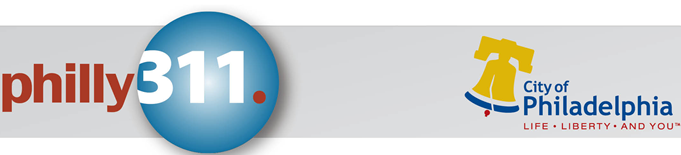 philly311.
City of
Philadelphia
LIFE • LIBERTY • AND YOU™